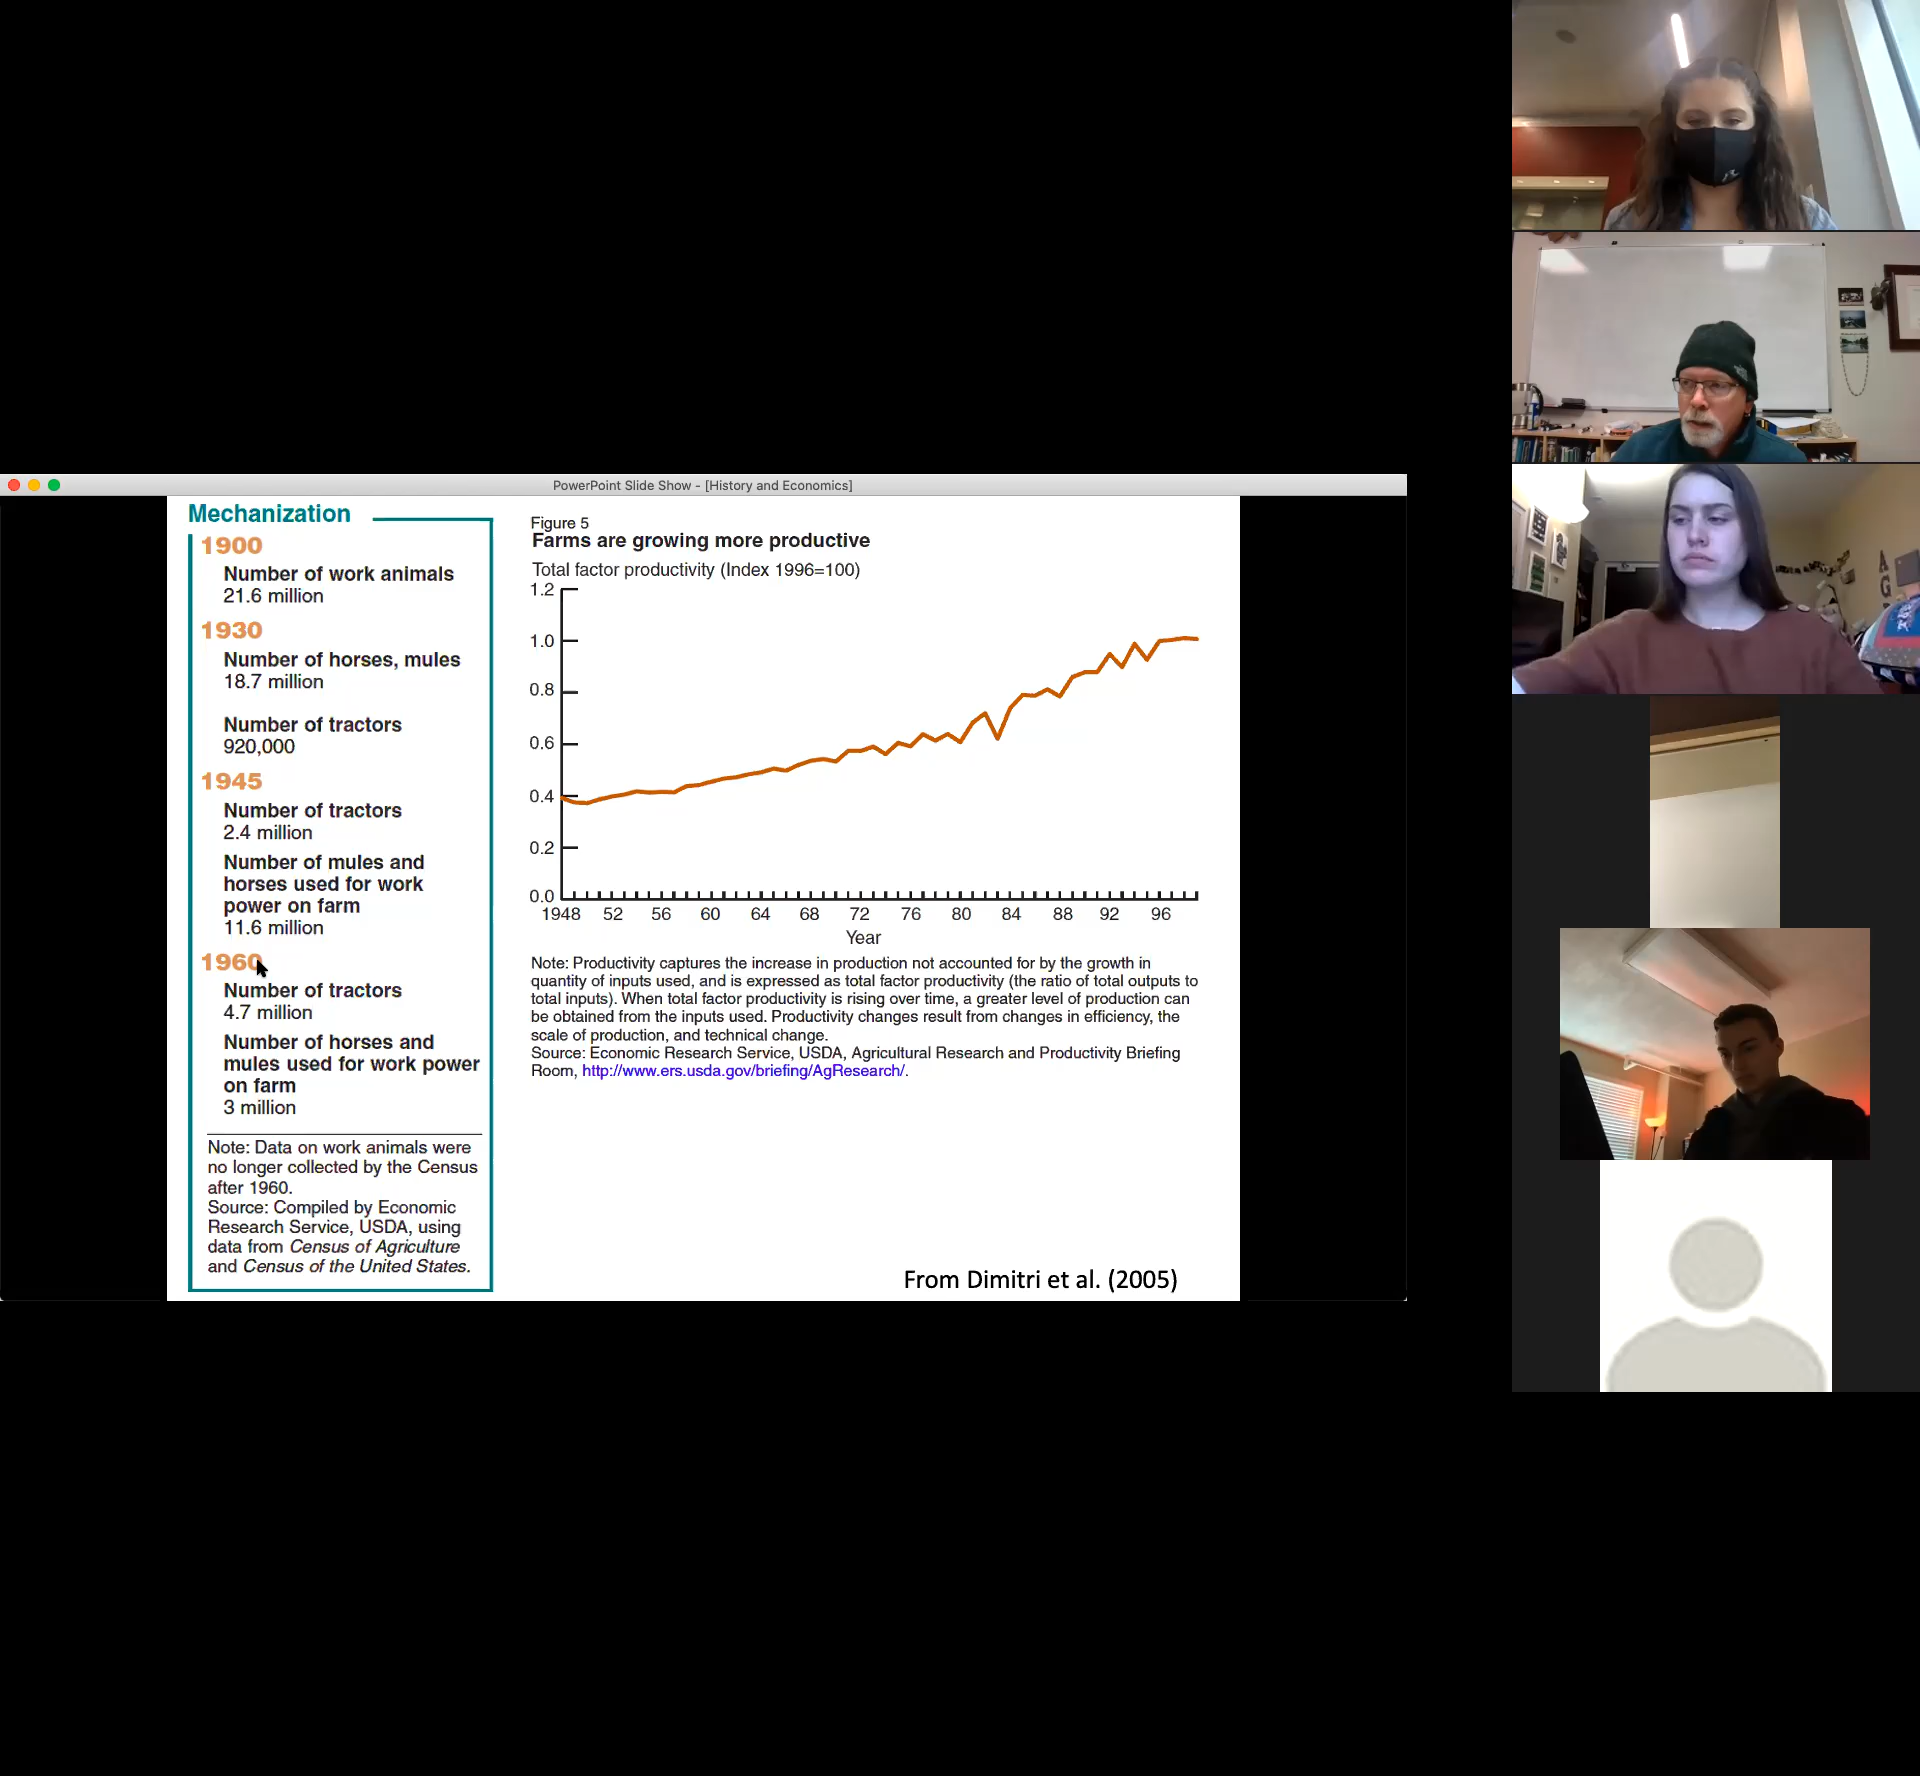 PowerPoint Slide Show - [History and Economics]
Mechanization
1900
Number of work animals
21.6 million
1930
Number of horses, mules
18.7 million
Number of tractors
920,000
1945
Number of tractors
2.4 million
Number of mules and
horses used for work
power on farm
11.6 million
1960
Number of tractors
4.7 million
Number of horses and
mules used for work power
on farm
3 million
Note: Data on work animals were
no longer collected by the Census
after 1960.
Source: Compiled by Economic
Research Service, USDA, using
data from Census of Agriculture
and Census of the United States.
Figure 5
Farms are growing more productive
Total factor productivity (Index 1996=100)
1.2
1.0
0.8
0.6
0.4
0.2
0.0
1948 52 56 60 64 68 72 76 80 84 88 92 96
Year
Note: Productivity captures the increase in production not accounted for by the growth in
quantity of inputs used, and is expressed as total factor productivity (the ratio of total outputs to
total inputs). When total factor productivity is rising over time, a greater level of production can
be obtained from the inputs used. Productivity changes result from changes in efficiency, the
scale of production, and technical change.
Source: Economic Research Service, USDA, Agricultural Research and Productivity Briefing
Room, http://www.ers.usda.gov/briefing/AgResearch/.
From Dimitri et al. (2005)
A
G